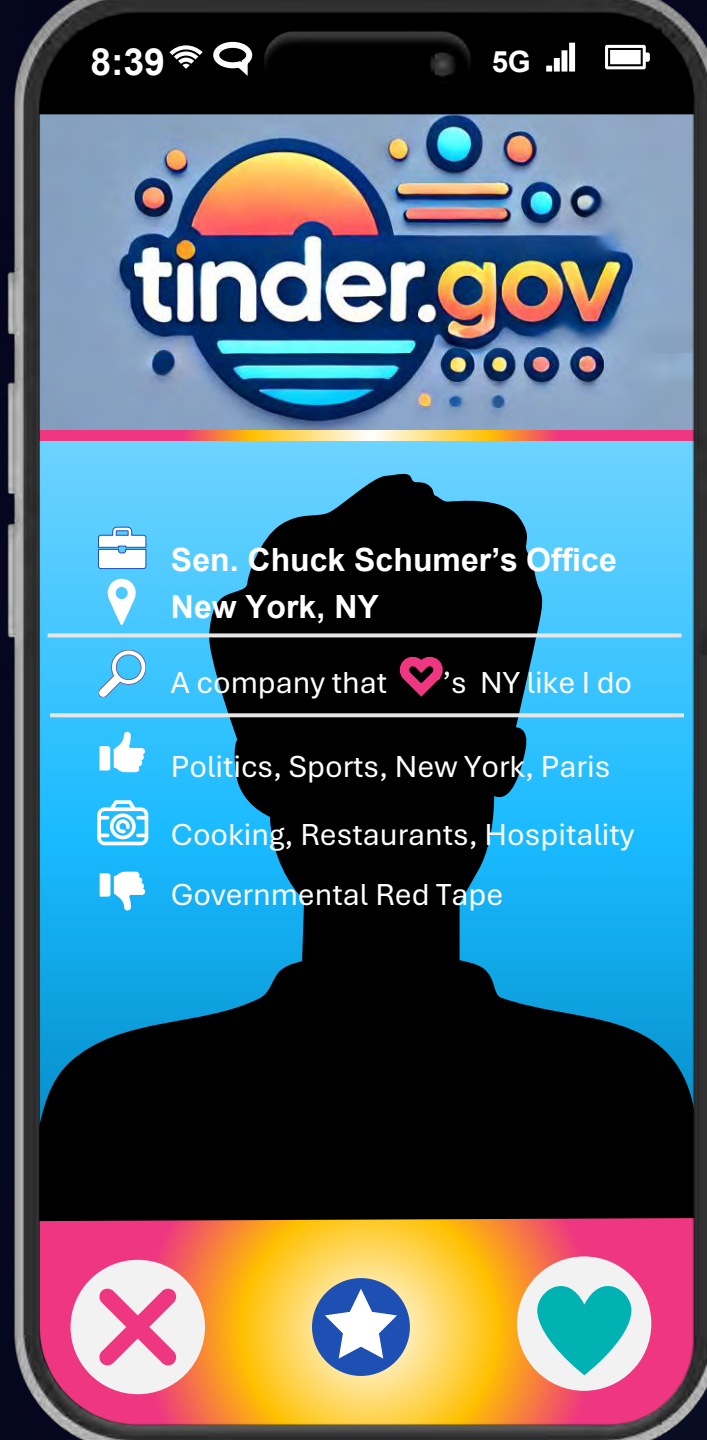 8:39
5G
tinder.gov
Sen. Chuck Schumer’s Office
New York, NY
A company that ’s NY like I do
Politics, Sports, New York, Paris
Cooking, Restaurants, Hospitality
Governmental Red Tape